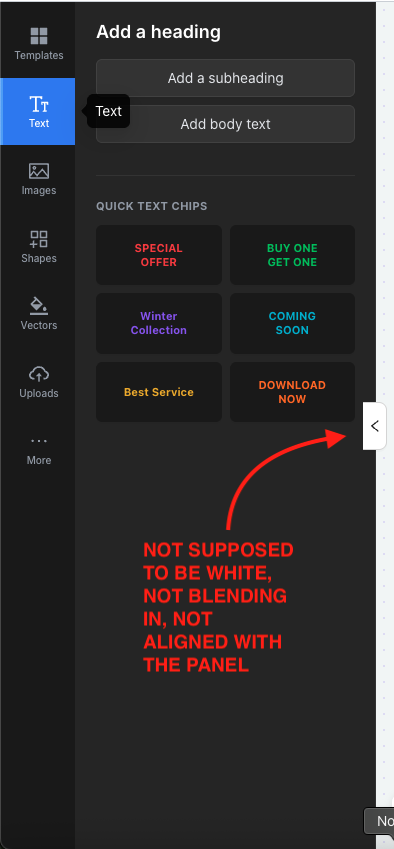 Add a heading
Templates
Add a subheading
Text
Text
Add body text
Images
QUICK TEXT CHIPS
Shapes
SPECIAL
OFFER
BUY ONE
GET ONE
Vectors
Winter
Collection
COMING
SOON
Uploads
Best Service
DOWNLOAD
NOW
More
NOT SUPPOSED
TO BE WHITE,
NOT BLENDING
IN, NOT
ALIGNED WITH
THE PANEL
No